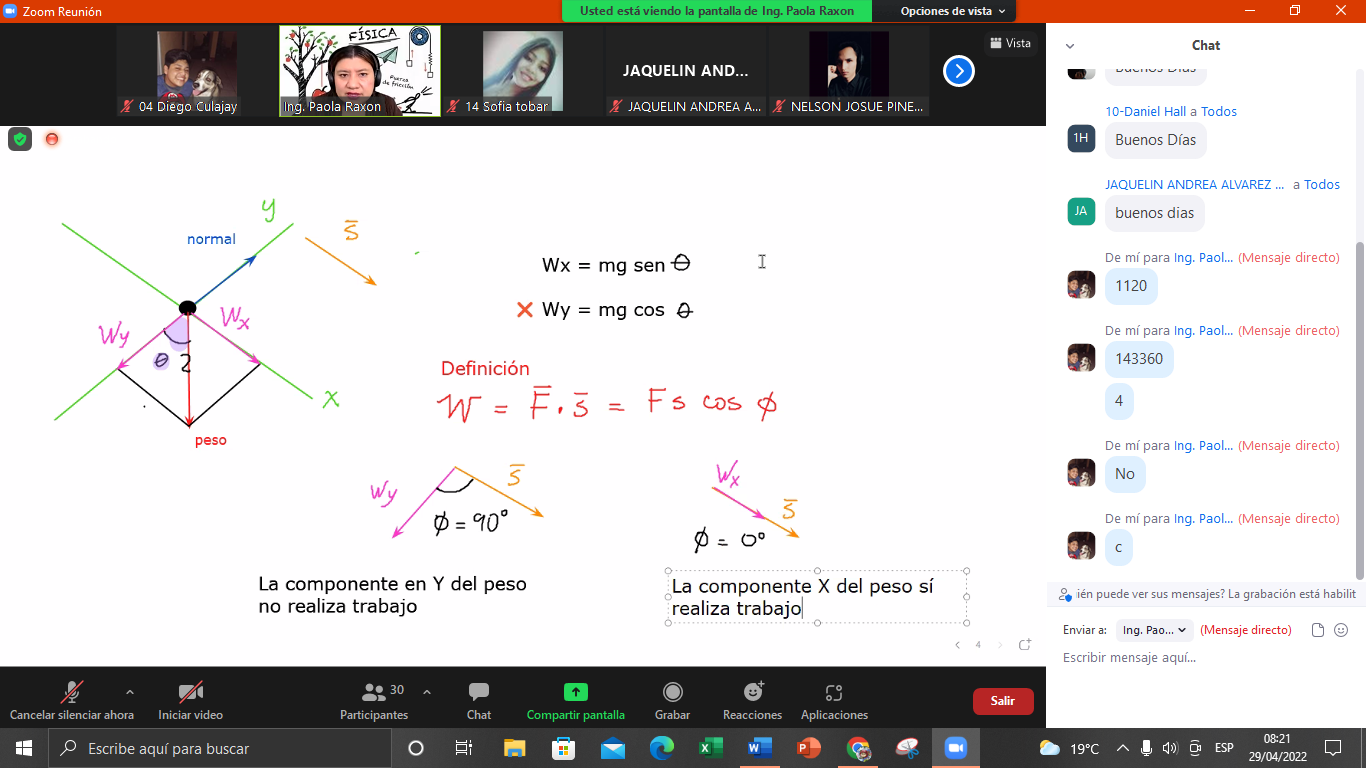 Zoom Reunión
Usted está viendo la pantalla de Ing. Paola Raxon
Opciones de vista
FÍSICA
Fuerza
de fricción
04 Diego Culajay
Ing. Paola Raxon
14 Sofia tobar
JAQUELIN AND...
JAQUELIN ANDREA A...
NELSON JOSUE PINE...
Vista
y
normal
s̅
Wx = mg sen θ
Wy = mg cos θ
Wy
Wx
θ
2
x
peso
Definición
W = F̅ · s̅ = F s cos ϕ
Wy
s̅
ϕ = 90°
Wx
s̅
ϕ = 0°
La componente en Y del peso
no realiza trabajo
La componente X del peso sí
realiza trabajo
4
Chat
Buenos Días
10-Daniel Hall a Todos
1H
Buenos Días
JAQUELIN ANDREA ALVAREZ ... a Todos
JA
buenos dias
De mí para Ing. Paol... (Mensaje directo)
1120
De mí para Ing. Paol... (Mensaje directo)
143360
4
De mí para Ing. Paol... (Mensaje directo)
No
De mí para Ing. Paol... (Mensaje directo)
c
ién puede ver sus mensajes? La grabación está habilit
Enviar a: Ing. Pao... (Mensaje directo)
Escribir mensaje aquí...
Cancelar silenciar ahora
Iniciar video
30
Participantes
Chat
Compartir pantalla
Grabar
Reacciones
Aplicaciones
Salir
Escribe aquí para buscar
19°C
ESP
08:21
29/04/2022